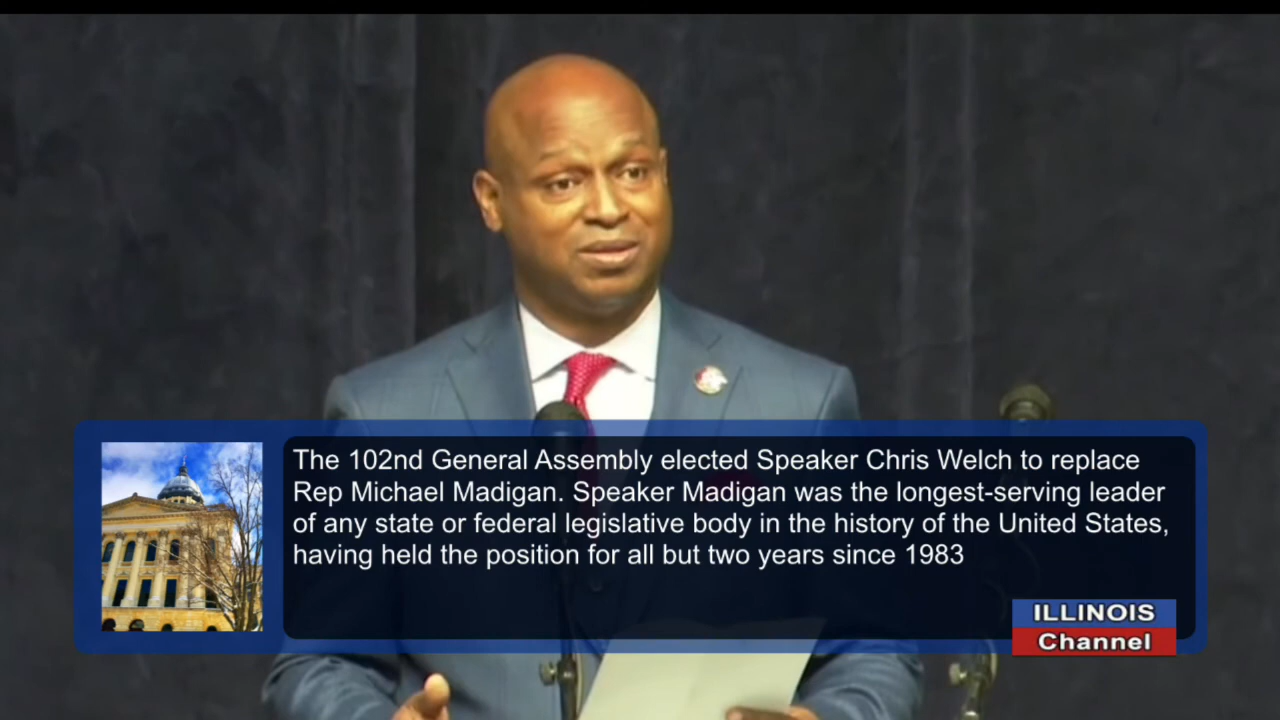 The 102nd General Assembly elected Speaker Chris Welch to replace
Rep Michael Madigan. Speaker Madigan was the longest-serving leader
of any state or federal legislative body in the history of the United States,
having held the position for all but two years since 1983
ILLINOIS
Channel